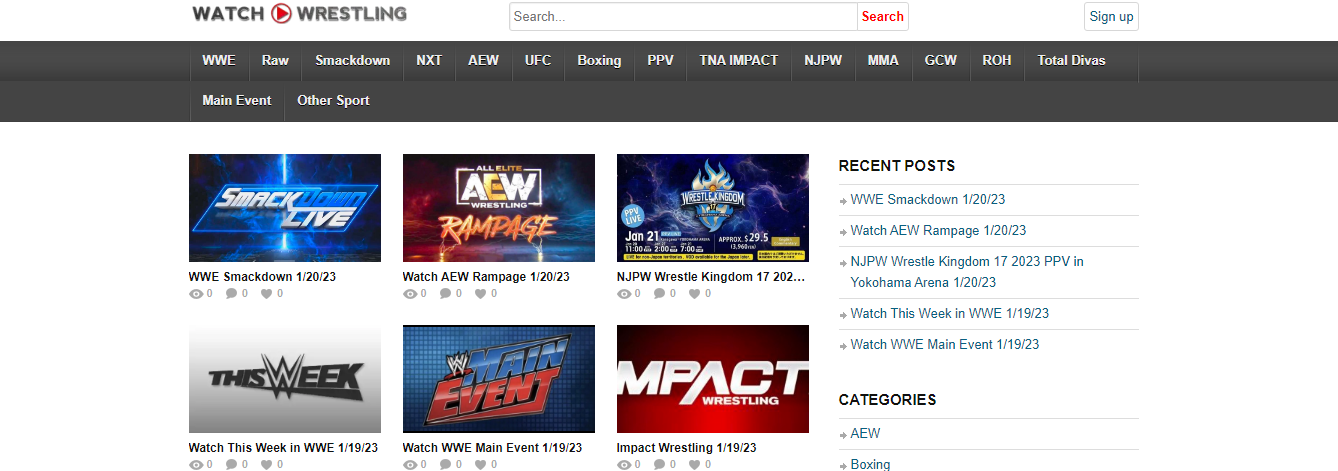 WATCH WRESTLING
Search...
Search
Sign up
WWE Raw Smackdown NXT AEW UFC Boxing PPV TNA IMPACT NJPW MMA GCW ROH Total Divas
Main Event Other Sport
SMACKDOWN
LIVE
ALL ELITE
AEW
WRESTLING
RAMPAGE
WRESTLE KINGDOM
17
PPV
LIVE
Jan 21
APPROX. $29.5
(3,960yen)
11:00 2:00 7:00
WWE Smackdown 1/20/23
0 0 0
Watch AEW Rampage 1/20/23
0 0 0
NJPW Wrestle Kingdom 17 202...
0 0 0
THIS WEEK
MAIN
EVENT
IMPACT
WRESTLING
Watch This Week in WWE 1/19/23
0 0 0
Watch WWE Main Event 1/19/23
0 0 0
Impact Wrestling 1/19/23
0 0 0
RECENT POSTS
WWE Smackdown 1/20/23
Watch AEW Rampage 1/20/23
NJPW Wrestle Kingdom 17 2023 PPV in
Yokohama Arena 1/20/23
Watch This Week in WWE 1/19/23
Watch WWE Main Event 1/19/23
CATEGORIES
AEW
Boxing